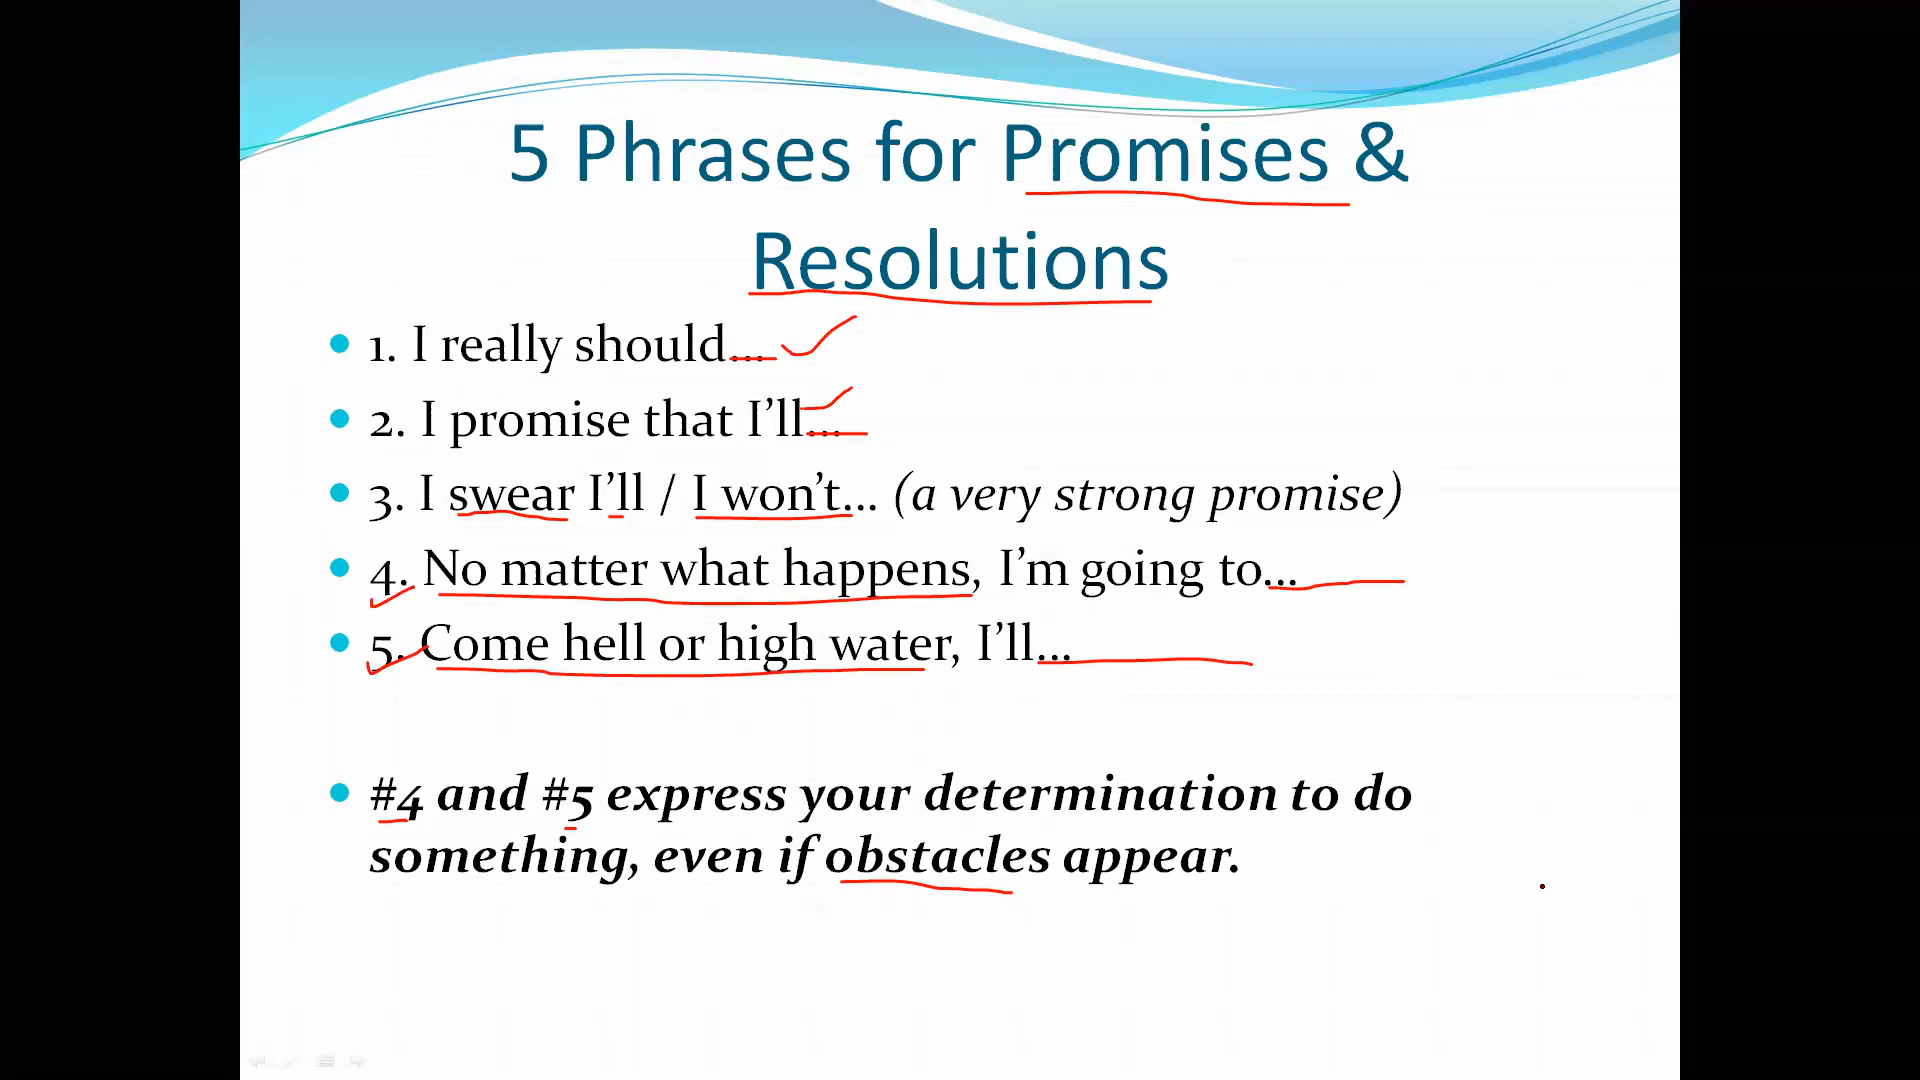 5 Phrases for Promises &
Resolutions
• 1. I really should...
• 2. I promise that I’ll...
• 3. I swear I’ll / I won’t... (a very strong promise)
• 4. No matter what happens, I’m going to...
• 5. Come hell or high water, I’ll...
• #4 and #5 express your determination to do
something, even if obstacles appear.